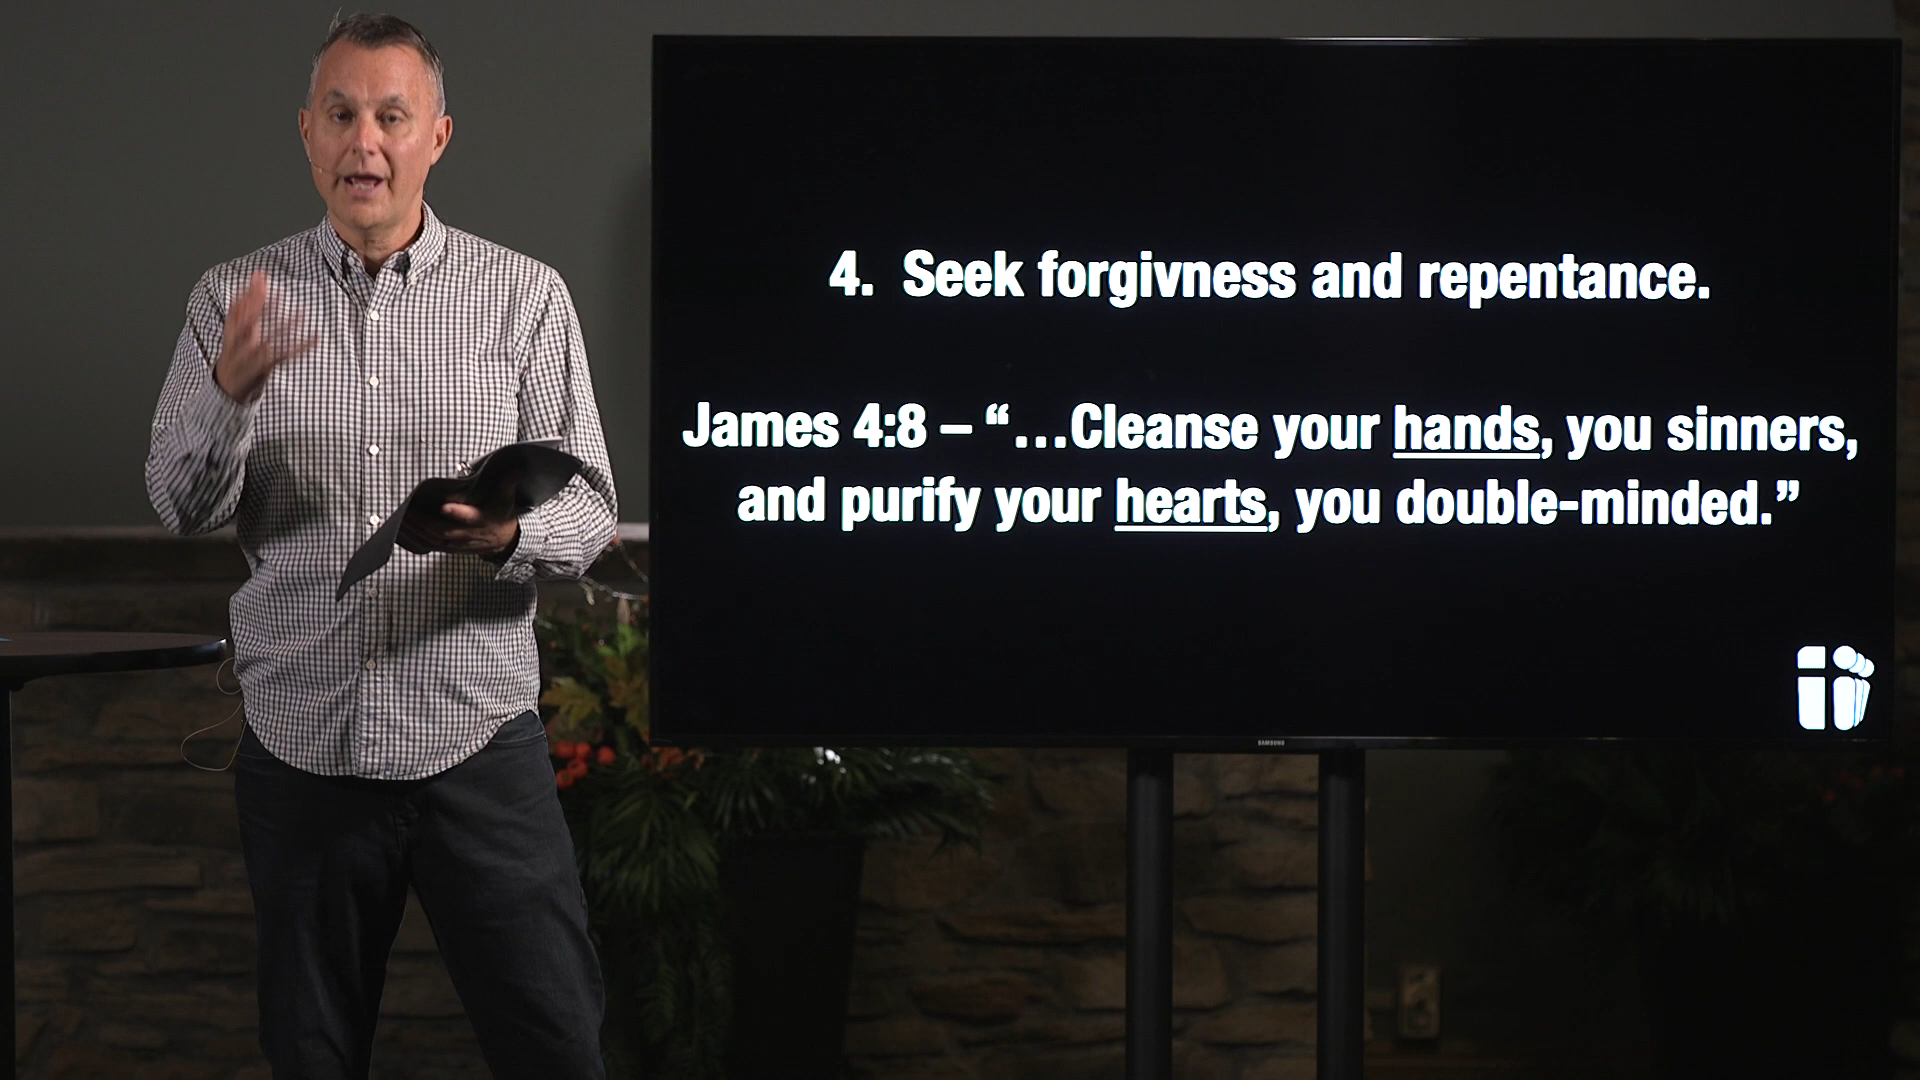 4. Seek forgivness and repentance.
James 4:8 – “…Cleanse your hands, you sinners,
and purify your hearts, you double-minded.”
SAMSUNG